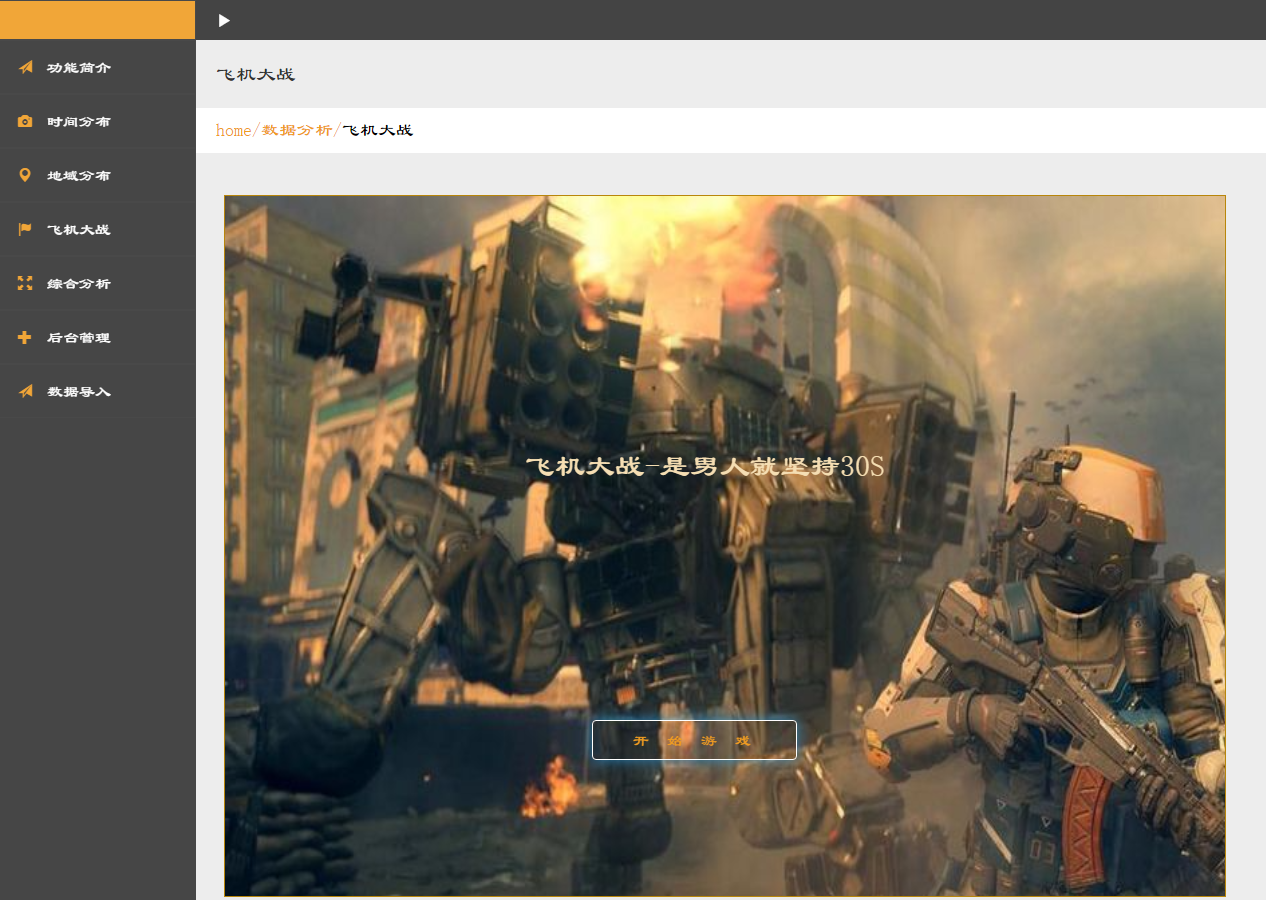 功能简介
时间分布
地域分布
飞机大战
综合分析
后台管理
数据导入
飞机大战
home/数据分析/飞机大战
飞机大战-是男人就坚持30S
开始游戏